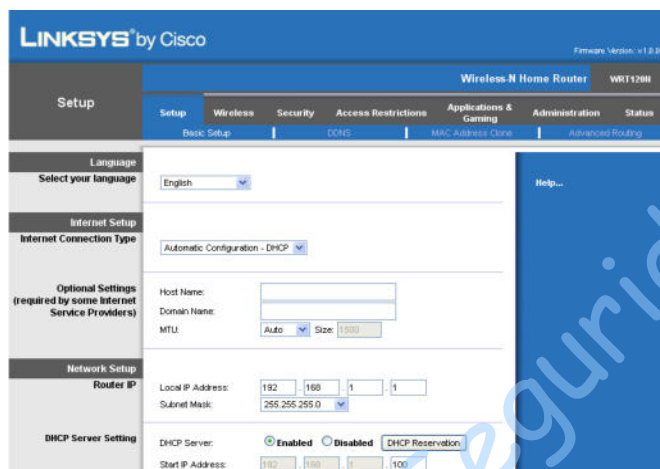 LINKSYS® by Cisco
Firmware Version: v1.0.0
Wireless-N Home Router WRT120N
Setup
Setup Wireless Security Access Restrictions Applications & Gaming Administration Status
Basic Setup DDNS MAC Address Clone Advanced Routing
Language
Select your language
English
Help...
Internet Setup
Internet Connection Type
Automatic Configuration - DHCP
Optional Settings
(required by some Internet
Service Providers)
Host Name:
Domain Name:
MTU: Auto Size: 1500
Network Setup
Router IP
Local IP Address: 192 . 168 . 1 . 1
Subnet Mask: 255.255.255.0
DHCP Server Setting
DHCP Server: Enabled Disabled DHCP Reservation
Start IP Address: 192 . 168 . 1 . 100